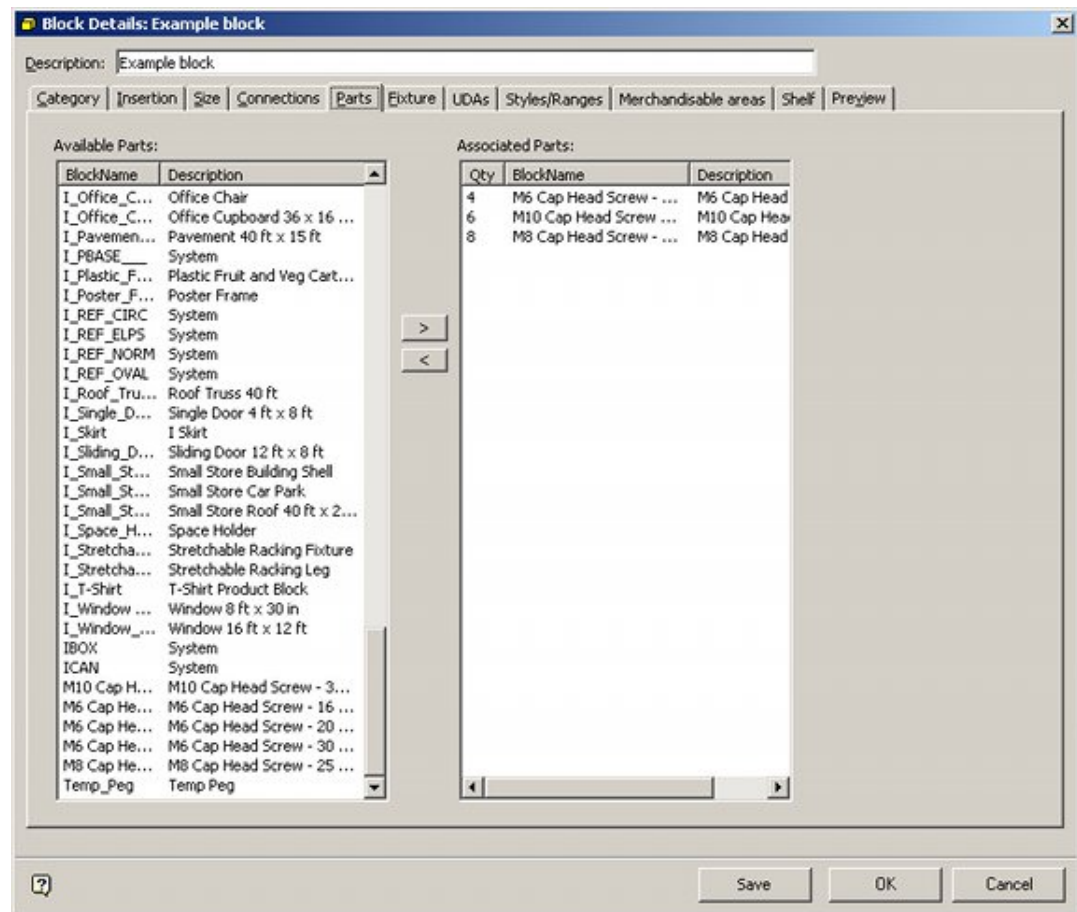 Block Details: Example block
Description: Example block
Category Insertion Size Connections Parts Fixture UDAs Styles/Ranges Merchandisable areas Shelf Preview
Available Parts:
BlockName Description
I_Office_C... Office Chair
I_Office_C... Office Cupboard 36 x 16 ...
I_Pavemen... Pavement 40 ft x 15 ft
I_PBASE___ System
I_Plastic_F... Plastic Fruit and Veg Cart...
I_Poster_F... Poster Frame
I_REF_CIRC System
I_REF_ELPS System
I_REF_NORM System
I_REF_OVAL System
I_Roof_Tru... Roof Truss 40 ft
I_Single_D... Single Door 4 ft x 8 ft
I_Skirt I Skirt
I_Sliding_D... Sliding Door 12 ft x 8 ft
I_Small_St... Small Store Building Shell
I_Small_St... Small Store Car Park
I_Small_St... Small Store Roof 40 ft x 2...
I_Space_H... Space Holder
I_Stretcha... Stretchable Racking Fixture
I_Stretcha... Stretchable Racking Leg
I_T-Shirt T-Shirt Product Block
I_Window ... Window 8 ft x 30 in
I_Window_... Window 16 ft x 12 ft
IBOX System
ICAN System
M10 Cap H... M10 Cap Head Screw - 3...
M6 Cap He... M6 Cap Head Screw - 16 ...
M6 Cap He... M6 Cap Head Screw - 20 ...
M6 Cap He... M6 Cap Head Screw - 30 ...
M8 Cap He... M8 Cap Head Screw - 25 ...
Temp_Peg Temp Peg
>
<
Associated Parts:
Qty BlockName Description
4 M6 Cap Head Screw - ... M6 Cap Head
6 M10 Cap Head Screw ... M10 Cap Hea
8 M8 Cap Head Screw - ... M8 Cap Head
? Save OK Cancel